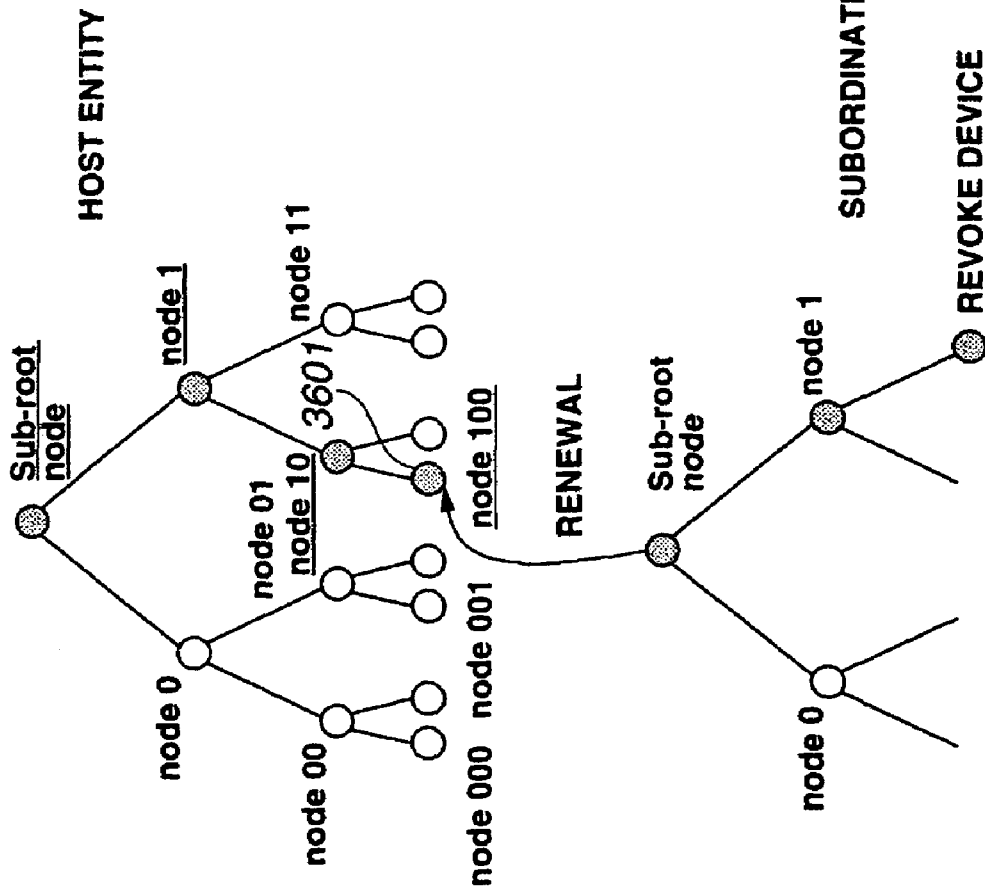 HOST ENTITY
Sub-root
node
node 1
node 0
node 11
3601
node 01
node 10
node 00
node 100
node 000 node 001
RENEWAL
Sub-root
node
node 1
node 0
SUBORDINATE
REVOKE DEVICE